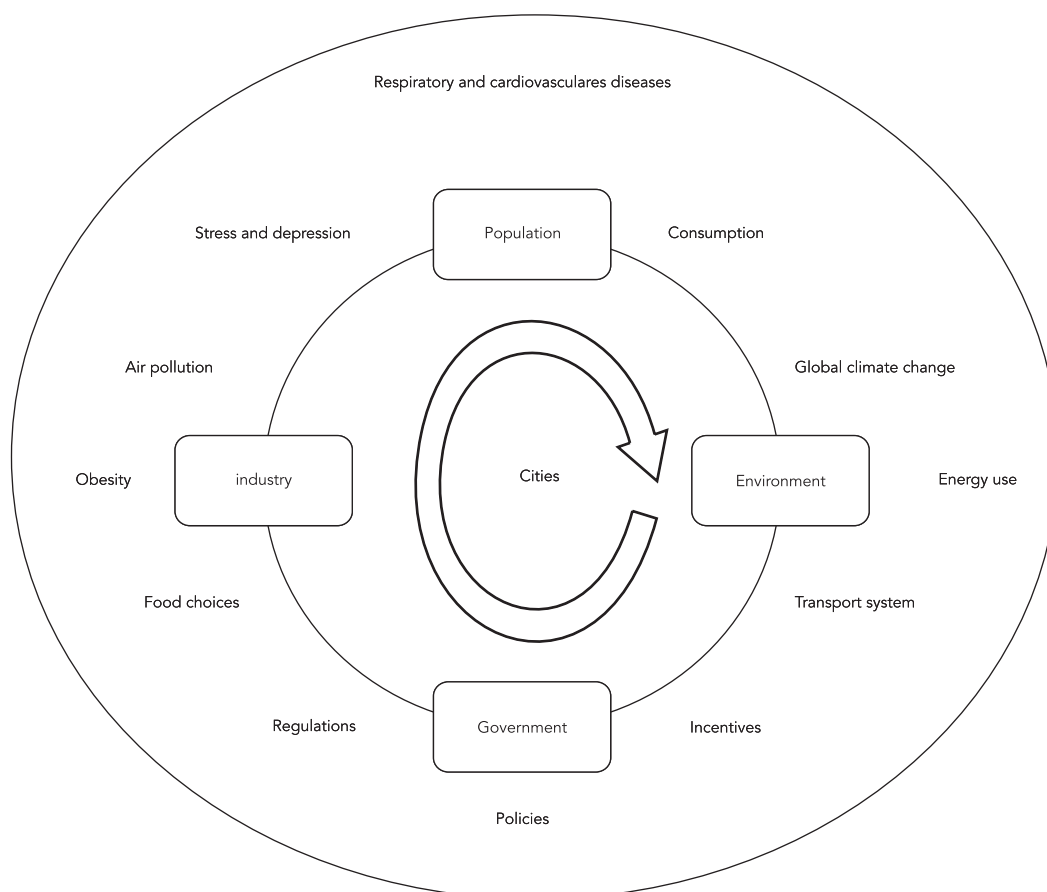 Respiratory and cardiovasculares diseases
Stress and depression
Population
Consumption
Air pollution
Global climate change
Obesity
industry
Cities
Environment
Energy use
Food choices
Transport system
Regulations
Government
Incentives
Policies